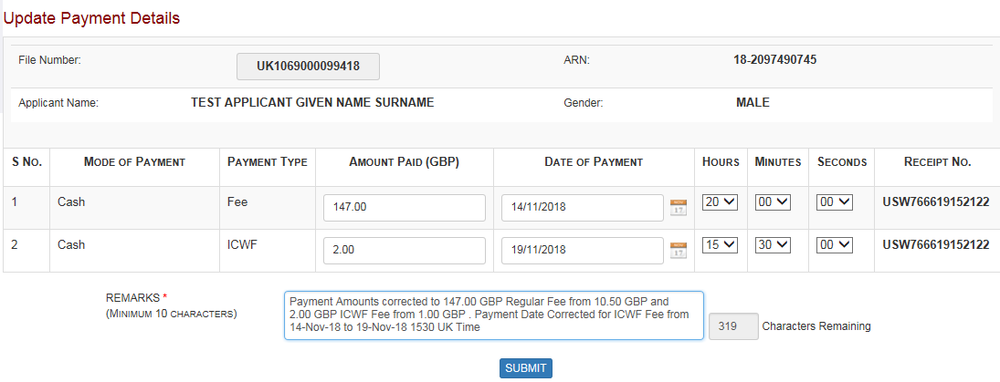 Update Payment Details
File Number: UK1069000099418 ARN: 18-2097490745
Applicant Name: TEST APPLICANT GIVEN NAME SURNAME Gender: MALE
S No. Mode of Payment Payment Type Amount Paid (GBP) Date of Payment Hours Minutes Seconds Receipt No.
1 Cash Fee 147.00 14/11/2018 20 00 00 USW766619152122
2 Cash ICWF 2.00 19/11/2018 15 30 00 USW766619152122
REMARKS *
(Minimum 10 characters)
Payment Amounts corrected to 147.00 GBP Regular Fee from 10.50 GBP and
2.00 GBP ICWF Fee from 1.00 GBP . Payment Date Corrected for ICWF Fee from
14-Nov-18 to 19-Nov-18 1530 UK Time
319 Characters Remaining
SUBMIT